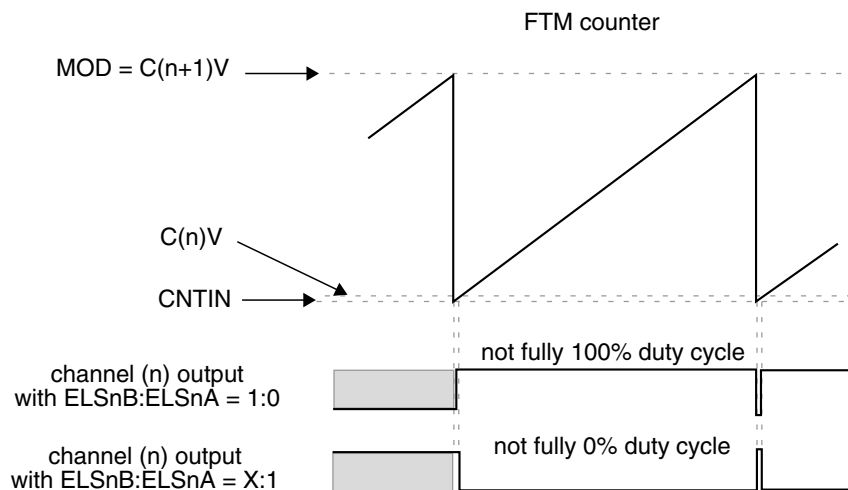 FTM counter
MOD = C(n+1)V
C(n)V
CNTIN
not fully 100% duty cycle
channel (n) output
with ELSnB:ELSnA = 1:0
not fully 0% duty cycle
channel (n) output
with ELSnB:ELSnA = X:1